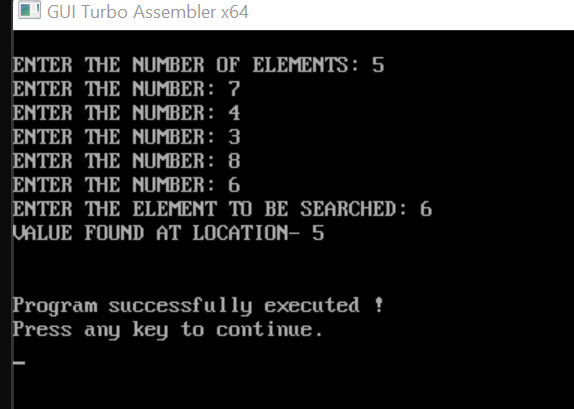 GUI Turbo Assembler x64
ENTER THE NUMBER OF ELEMENTS: 5
ENTER THE NUMBER: 7
ENTER THE NUMBER: 4
ENTER THE NUMBER: 3
ENTER THE NUMBER: 8
ENTER THE NUMBER: 6
ENTER THE ELEMENT TO BE SEARCHED: 6
VALUE FOUND AT LOCATION- 5
Program successfully executed !
Press any key to continue.